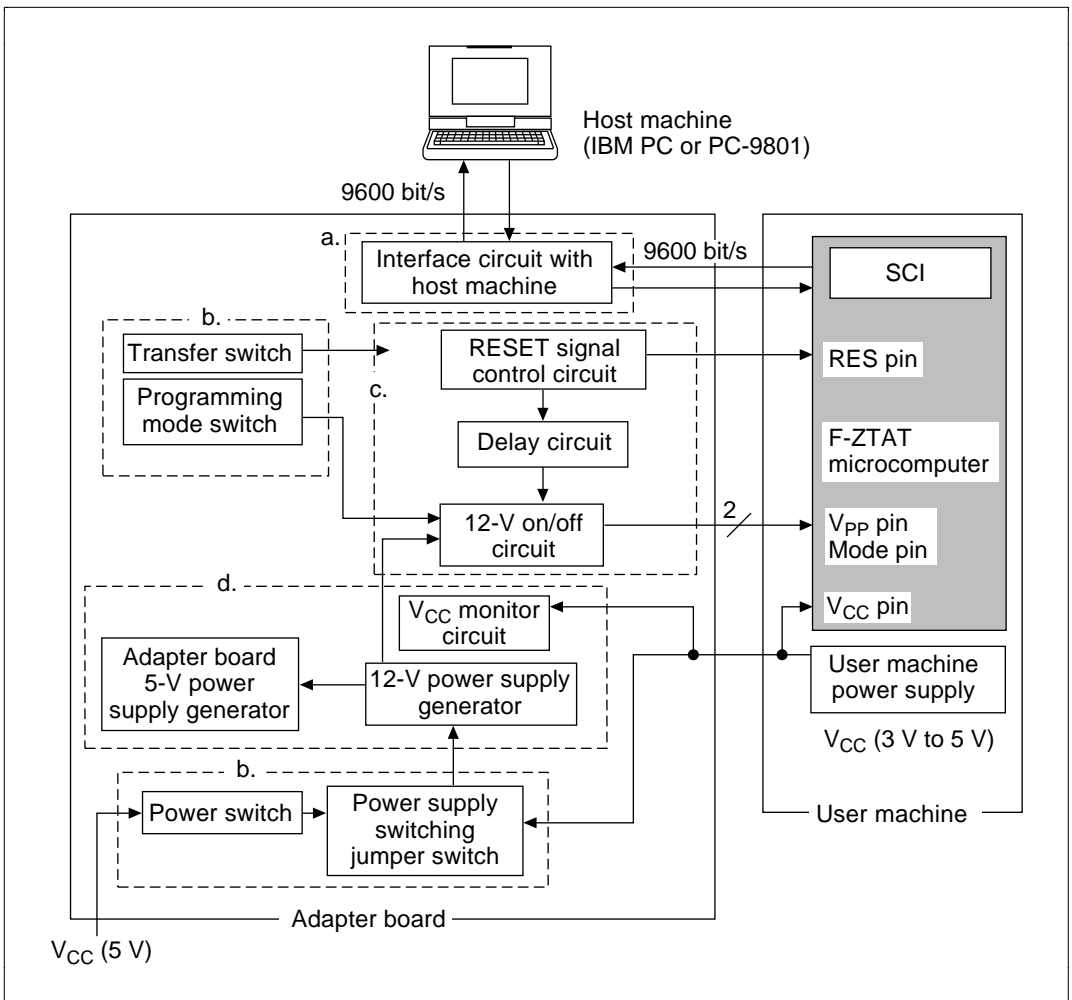 Host machine
(IBM PC or PC-9801)
9600 bit/s
a.
Interface circuit with
host machine
9600 bit/s
SCI
b.
Transfer switch
Programming
mode switch
c.
RESET signal
control circuit
RES pin
Delay circuit
F-ZTAT
microcomputer
12-V on/off
circuit
2
VPP pin
Mode pin
d.
VCC monitor
circuit
VCC pin
Adapter board
5-V power
supply generator
12-V power supply
generator
User machine
power supply
VCC (3 V to 5 V)
b.
Power switch
Power supply
switching
jumper switch
User machine
Adapter board
VCC (5 V)